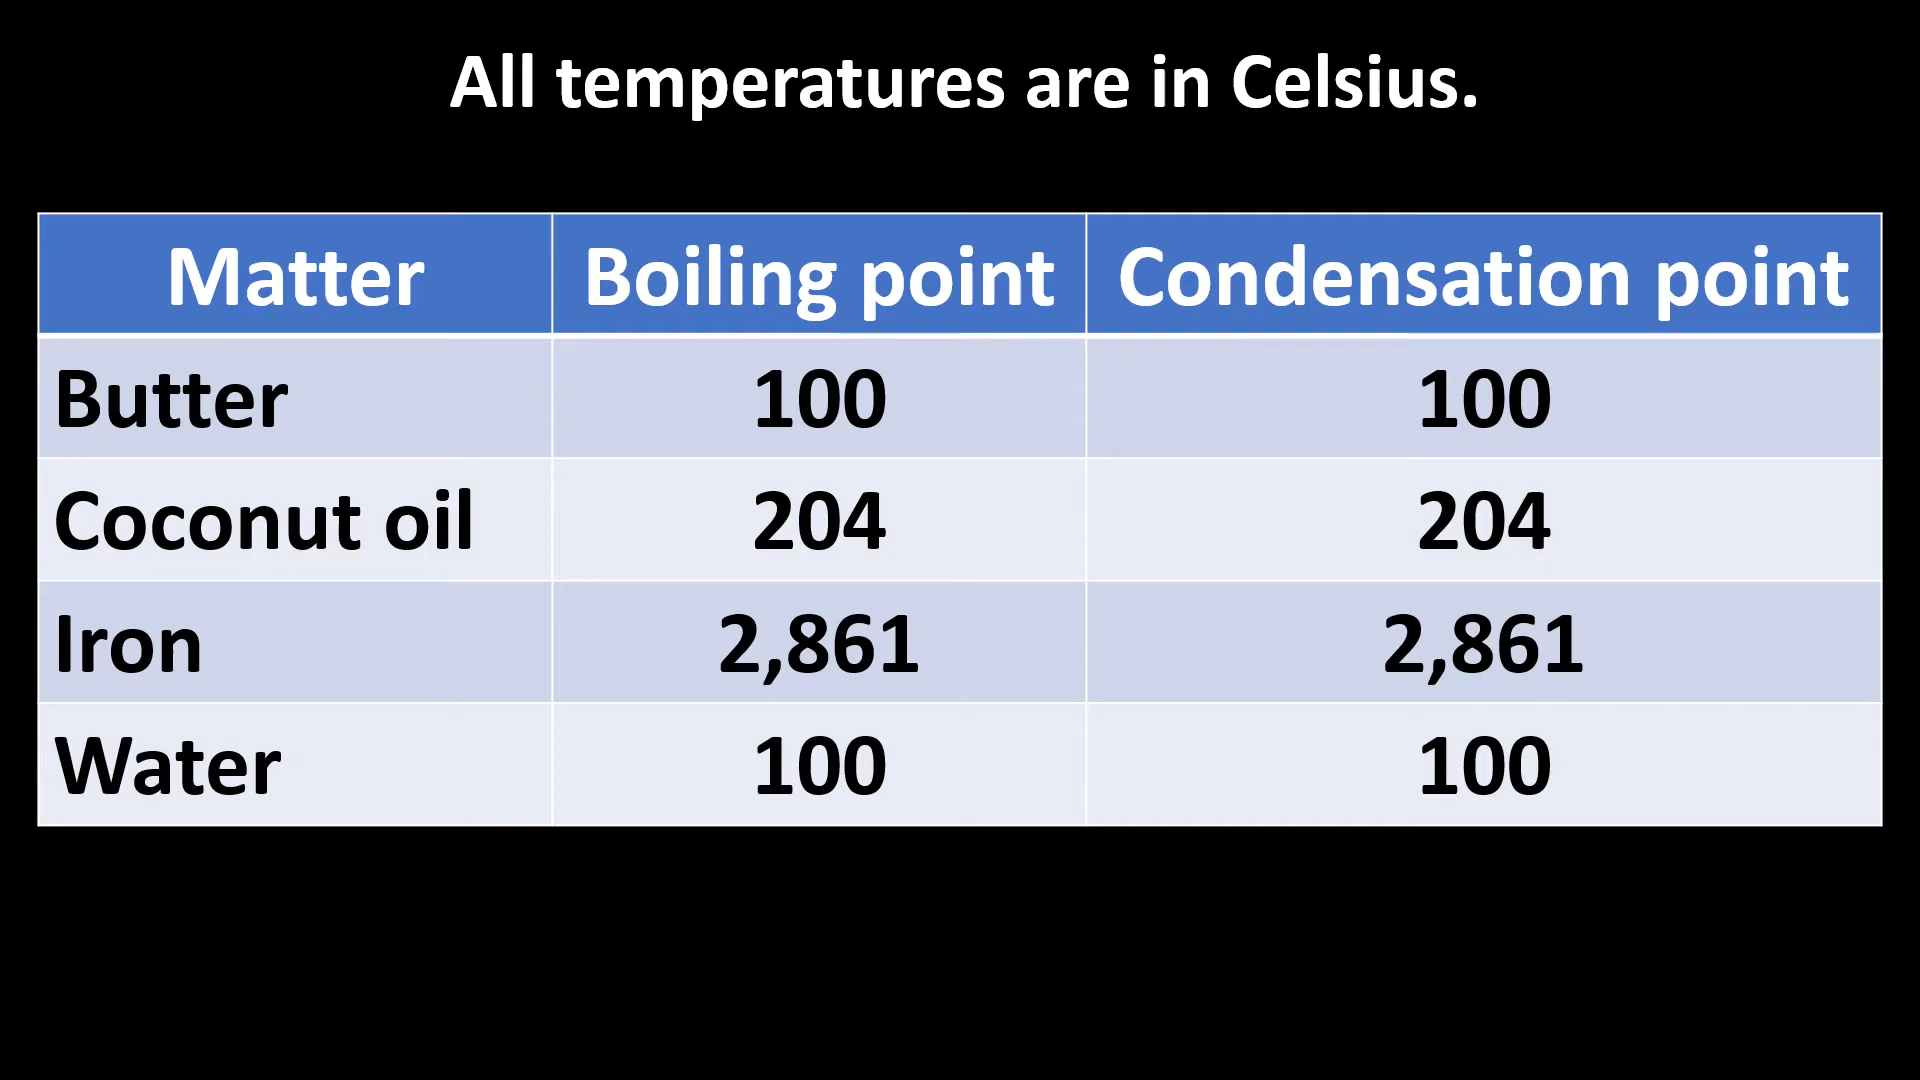 All temperatures are in Celsius.
Matter Boiling point Condensation point
Butter 100 100
Coconut oil 204 204
Iron 2,861 2,861
Water 100 100